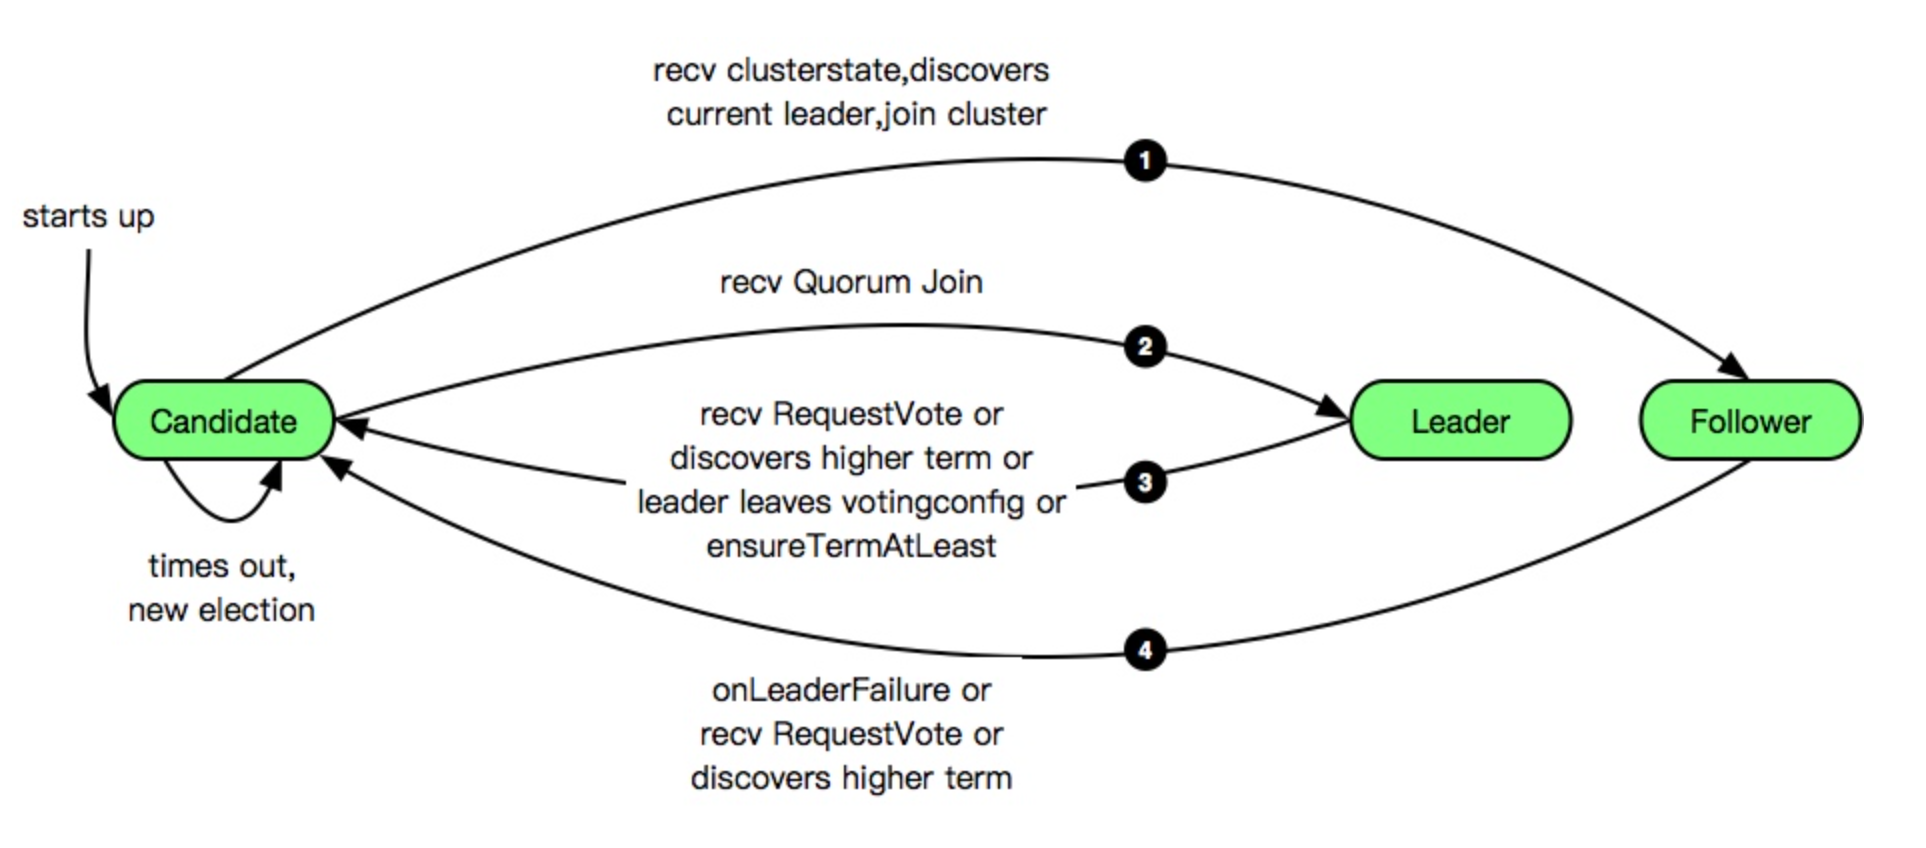 recv clusterstate,discovers
current leader,join cluster
1
starts up
recv Quorum Join
2
Candidate
recv RequestVote or
discovers higher term or
leader leaves votingconfig or
ensureTermAtLeast
3
Leader
Follower
times out,
new election
4
onLeaderFailure or
recv RequestVote or
discovers higher term